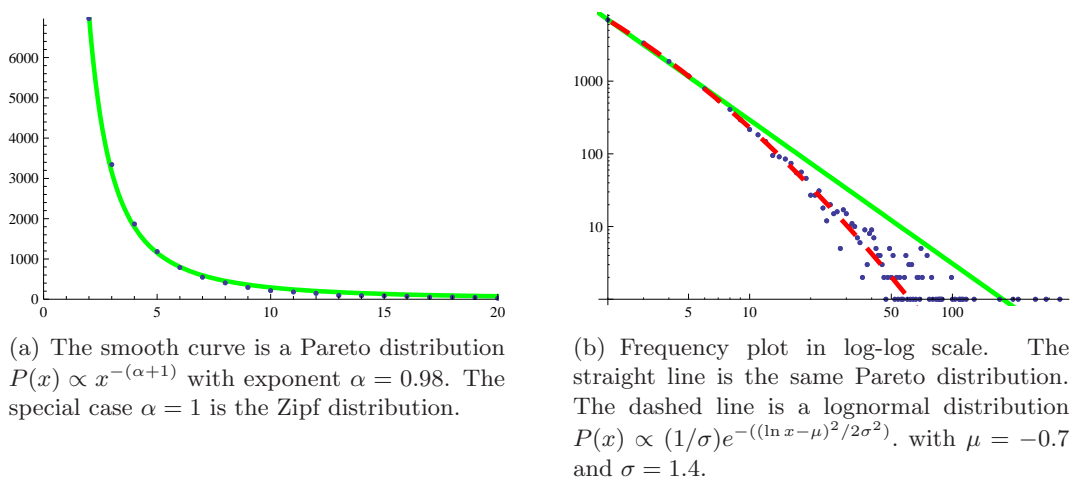 6000
5000
4000
3000
2000
1000
0
0 5 10 15 20
(a) The smooth curve is a Pareto distribution
P(x) ∝ x^{−(α+1)} with exponent α = 0.98. The
special case α = 1 is the Zipf distribution.
1000
100
10
5 10 50 100
(b) Frequency plot in log-log scale. The
straight line is the same Pareto distribution.
The dashed line is a lognormal distribution
P(x) ∝ (1/σ)e^{−((ln x−μ)²/2σ²)}. with μ = −0.7
and σ = 1.4.